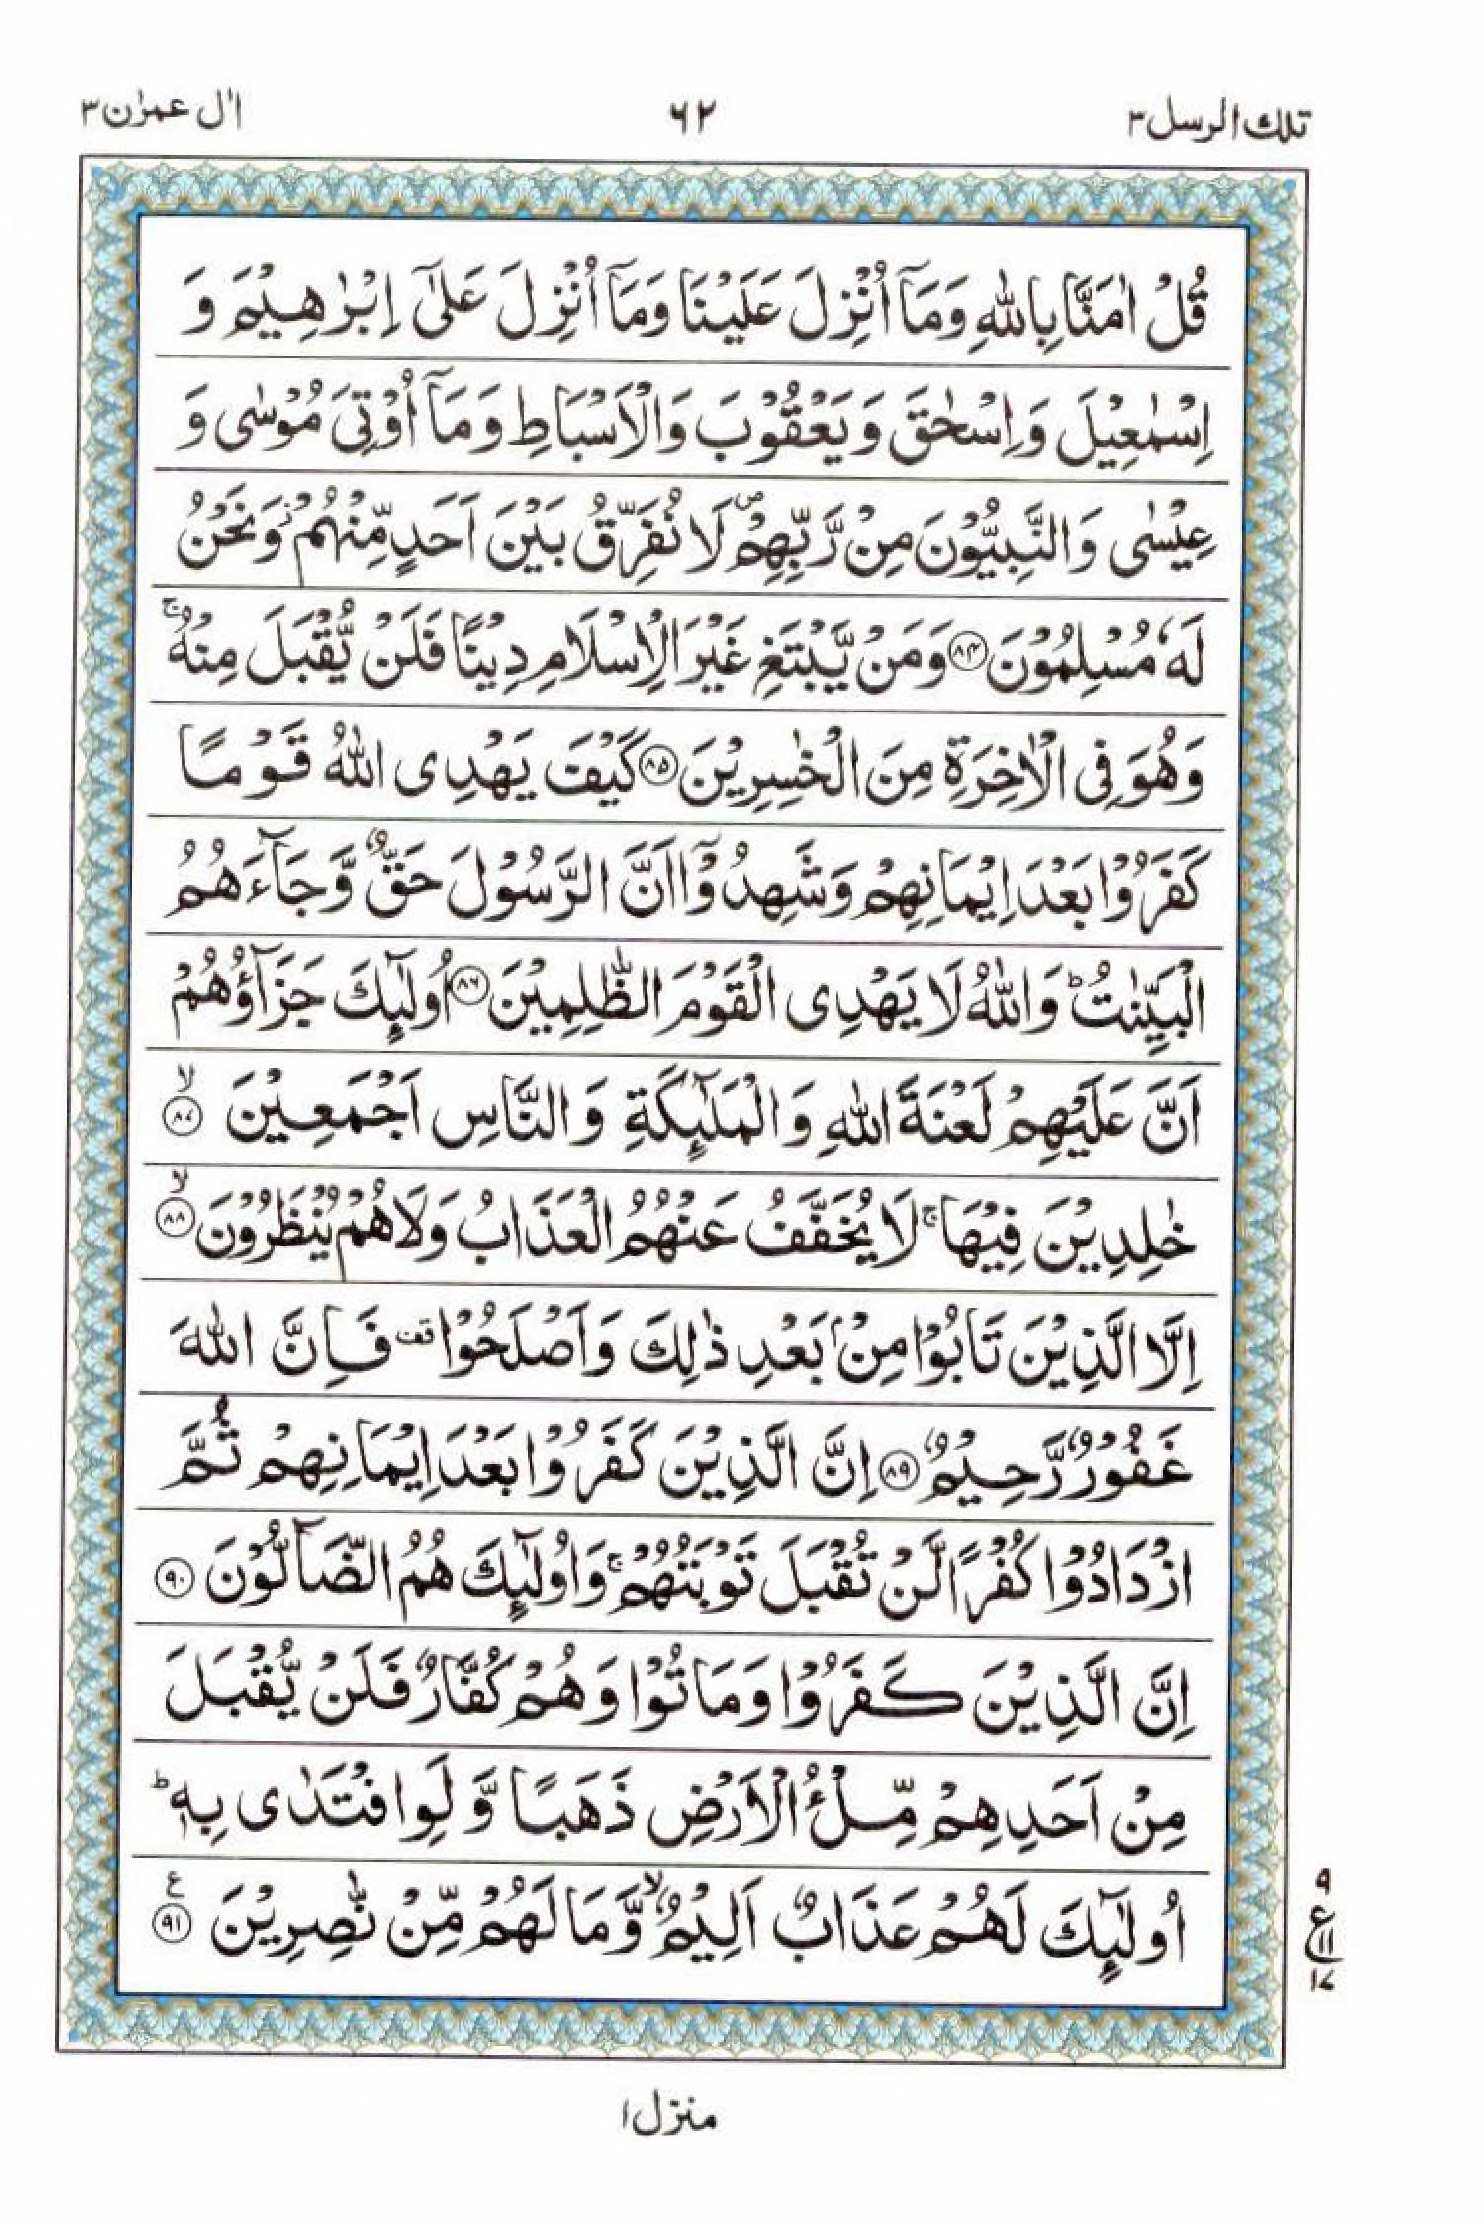 تلك الرسل ٣
٦٢
اٰل عمرٰن ٣
قُلْ اٰمَنَّا بِاللّٰهِ وَمَآ اُنْزِلَ عَلَيْنَا وَمَآ اُنْزِلَ عَلٰٓى اِبْرٰهِيْمَ وَ
اِسْمٰعِيْلَ وَاِسْحٰقَ وَيَعْقُوْبَ وَالْاَسْبَاطِ وَمَآ اُوْتِيَ مُوْسٰى وَ
عِيْسٰى وَالنَّبِيُّوْنَ مِنْ رَّبِّهِمْ ۖ لَا نُفَرِّقُ بَيْنَ اَحَدٍ مِّنْهُمْ ۡ وَنَحْنُ
لَهٗ مُسْلِمُوْنَ ﴿٨٤﴾ وَمَنْ يَّبْتَغِ غَيْرَ الْاِسْلَامِ دِيْنًا فَلَنْ يُّقْبَلَ مِنْهُ ۚ
وَهُوَ فِى الْاٰخِرَةِ مِنَ الْخٰسِرِيْنَ ﴿٨٥﴾ كَيْفَ يَهْدِى اللّٰهُ قَوْمًا
كَفَرُوْا بَعْدَ اِيْمَانِهِمْ وَشَهِدُوْٓا اَنَّ الرَّسُوْلَ حَقٌّ وَّجَآءَهُمُ
الْبَيِّنٰتُ ؕ وَاللّٰهُ لَا يَهْدِى الْقَوْمَ الظّٰلِمِيْنَ ﴿٨٦﴾ اُولٰٓئِكَ جَزَآؤُهُمْ
اَنَّ عَلَيْهِمْ لَعْنَةَ اللّٰهِ وَالْمَلٰٓئِكَةِ وَالنَّاسِ اَجْمَعِيْنَ ۙ ﴿٨٧﴾
خٰلِدِيْنَ فِيْهَا ۚ لَا يُخَفَّفُ عَنْهُمُ الْعَذَابُ وَلَا هُمْ يُنْظَرُوْنَ ۙ ﴿٨٨﴾
اِلَّا الَّذِيْنَ تَابُوْا مِنْۢ بَعْدِ ذٰلِكَ وَاَصْلَحُوْا قف فَاِنَّ اللّٰهَ
غَفُوْرٌ رَّحِيْمٌ ﴿٨٩﴾ اِنَّ الَّذِيْنَ كَفَرُوْا بَعْدَ اِيْمَانِهِمْ ثُمَّ
ازْدَادُوْا كُفْرًا لَّنْ تُقْبَلَ تَوْبَتُهُمْ ۚ وَاُولٰٓئِكَ هُمُ الضَّآلُّوْنَ ﴿٩٠﴾
اِنَّ الَّذِيْنَ كَفَرُوْا وَمَاتُوْا وَهُمْ كُفَّارٌ فَلَنْ يُّقْبَلَ
مِنْ اَحَدِهِمْ مِّلْءُ الْاَرْضِ ذَهَبًا وَّلَوِ افْتَدٰى بِهٖ ؕ
اُولٰٓئِكَ لَهُمْ عَذَابٌ اَلِيْمٌ ۙ وَّمَا لَهُمْ مِّنْ نّٰصِرِيْنَ ع ﴿٩١﴾
٩
ع
١١
١٧
منزل ١